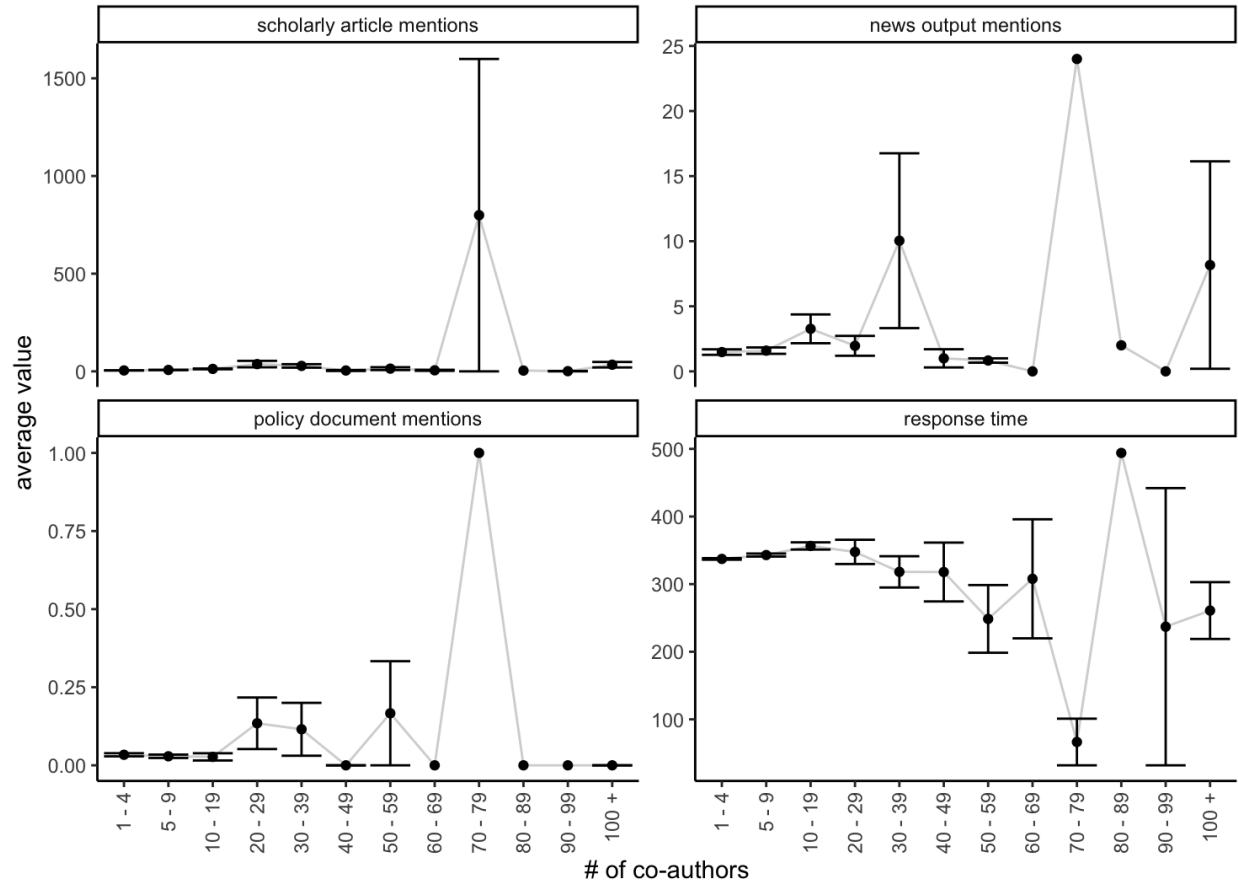 scholarly article mentions
news output mentions
1500
1000
500
0
25
20
15
10
5
0
average value
policy document mentions
response time
1.00
0.75
0.50
0.25
0.00
500
400
300
200
100
1 - 4
5 - 9
10 - 19
20 - 29
30 - 39
40 - 49
50 - 59
60 - 69
70 - 79
80 - 89
90 - 99
100 +
1 - 4
5 - 9
10 - 19
20 - 29
30 - 39
40 - 49
50 - 59
60 - 69
70 - 79
80 - 89
90 - 99
100 +
# of co-authors